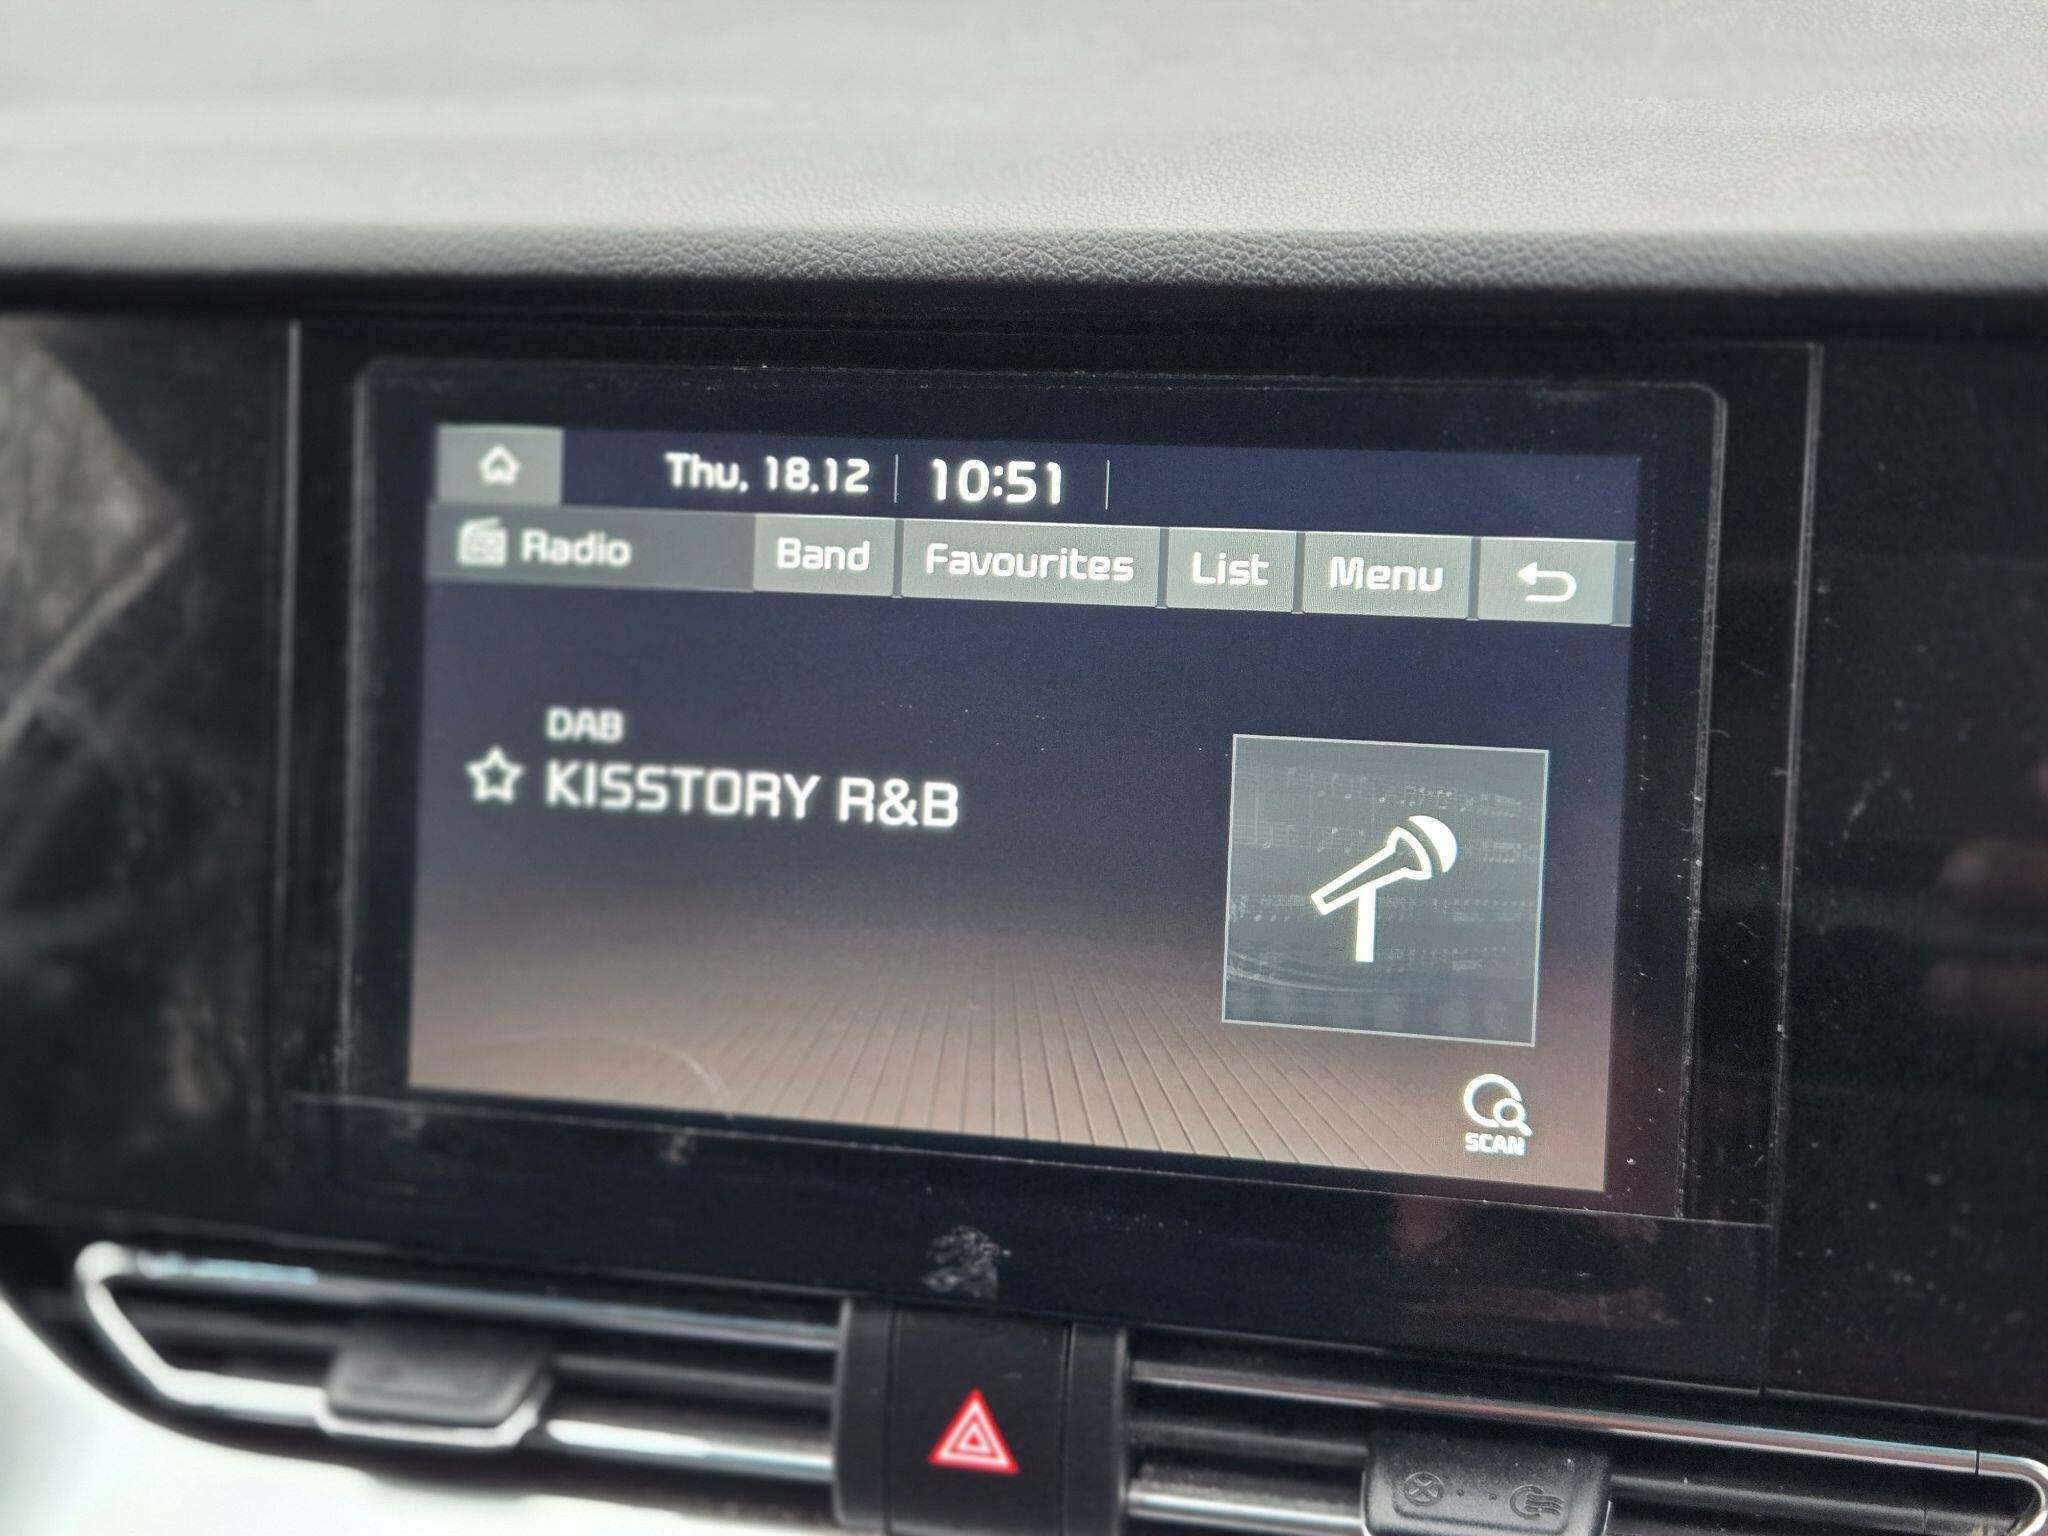 Thu, 18.12 10:51
Radio Band Favourites List Menu
DAB
KISSTORY R&B
SCAN